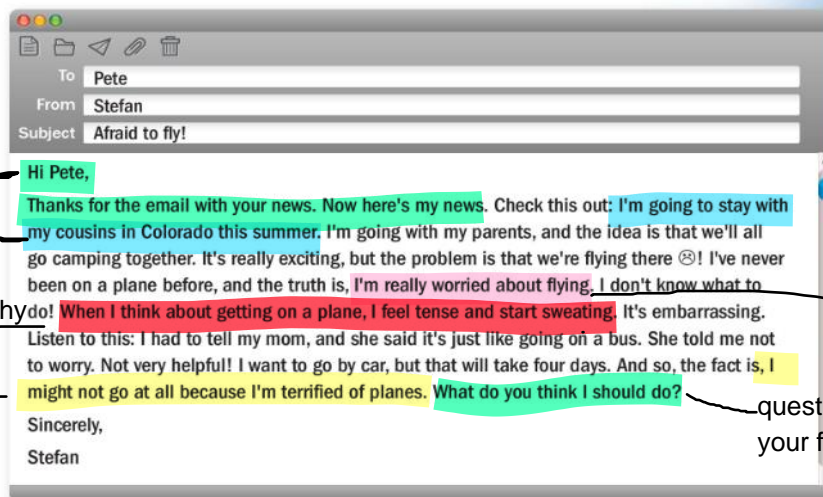 To Pete
From Stefan
Subject Afraid to fly!
Hi Pete,
Thanks for the email with your news. Now here's my news. Check this out: I'm going to stay with
my cousins in Colorado this summer. I'm going with my parents, and the idea is that we'll all
go camping together. It's really exciting, but the problem is that we're flying there ☹! I've never
been on a plane before, and the truth is, I'm really worried about flying. I don't know what to
hy
do! When I think about getting on a plane, I feel tense and start sweating. It's embarrassing.
Listen to this: I had to tell my mom, and she said it's just like going on a bus. She told me not
to worry. Not very helpful! I want to go by car, but that will take four days. And so, the fact is, I
might not go at all because I'm terrified of planes. What do you think I should do?
quest
your f
Sincerely,
Stefan